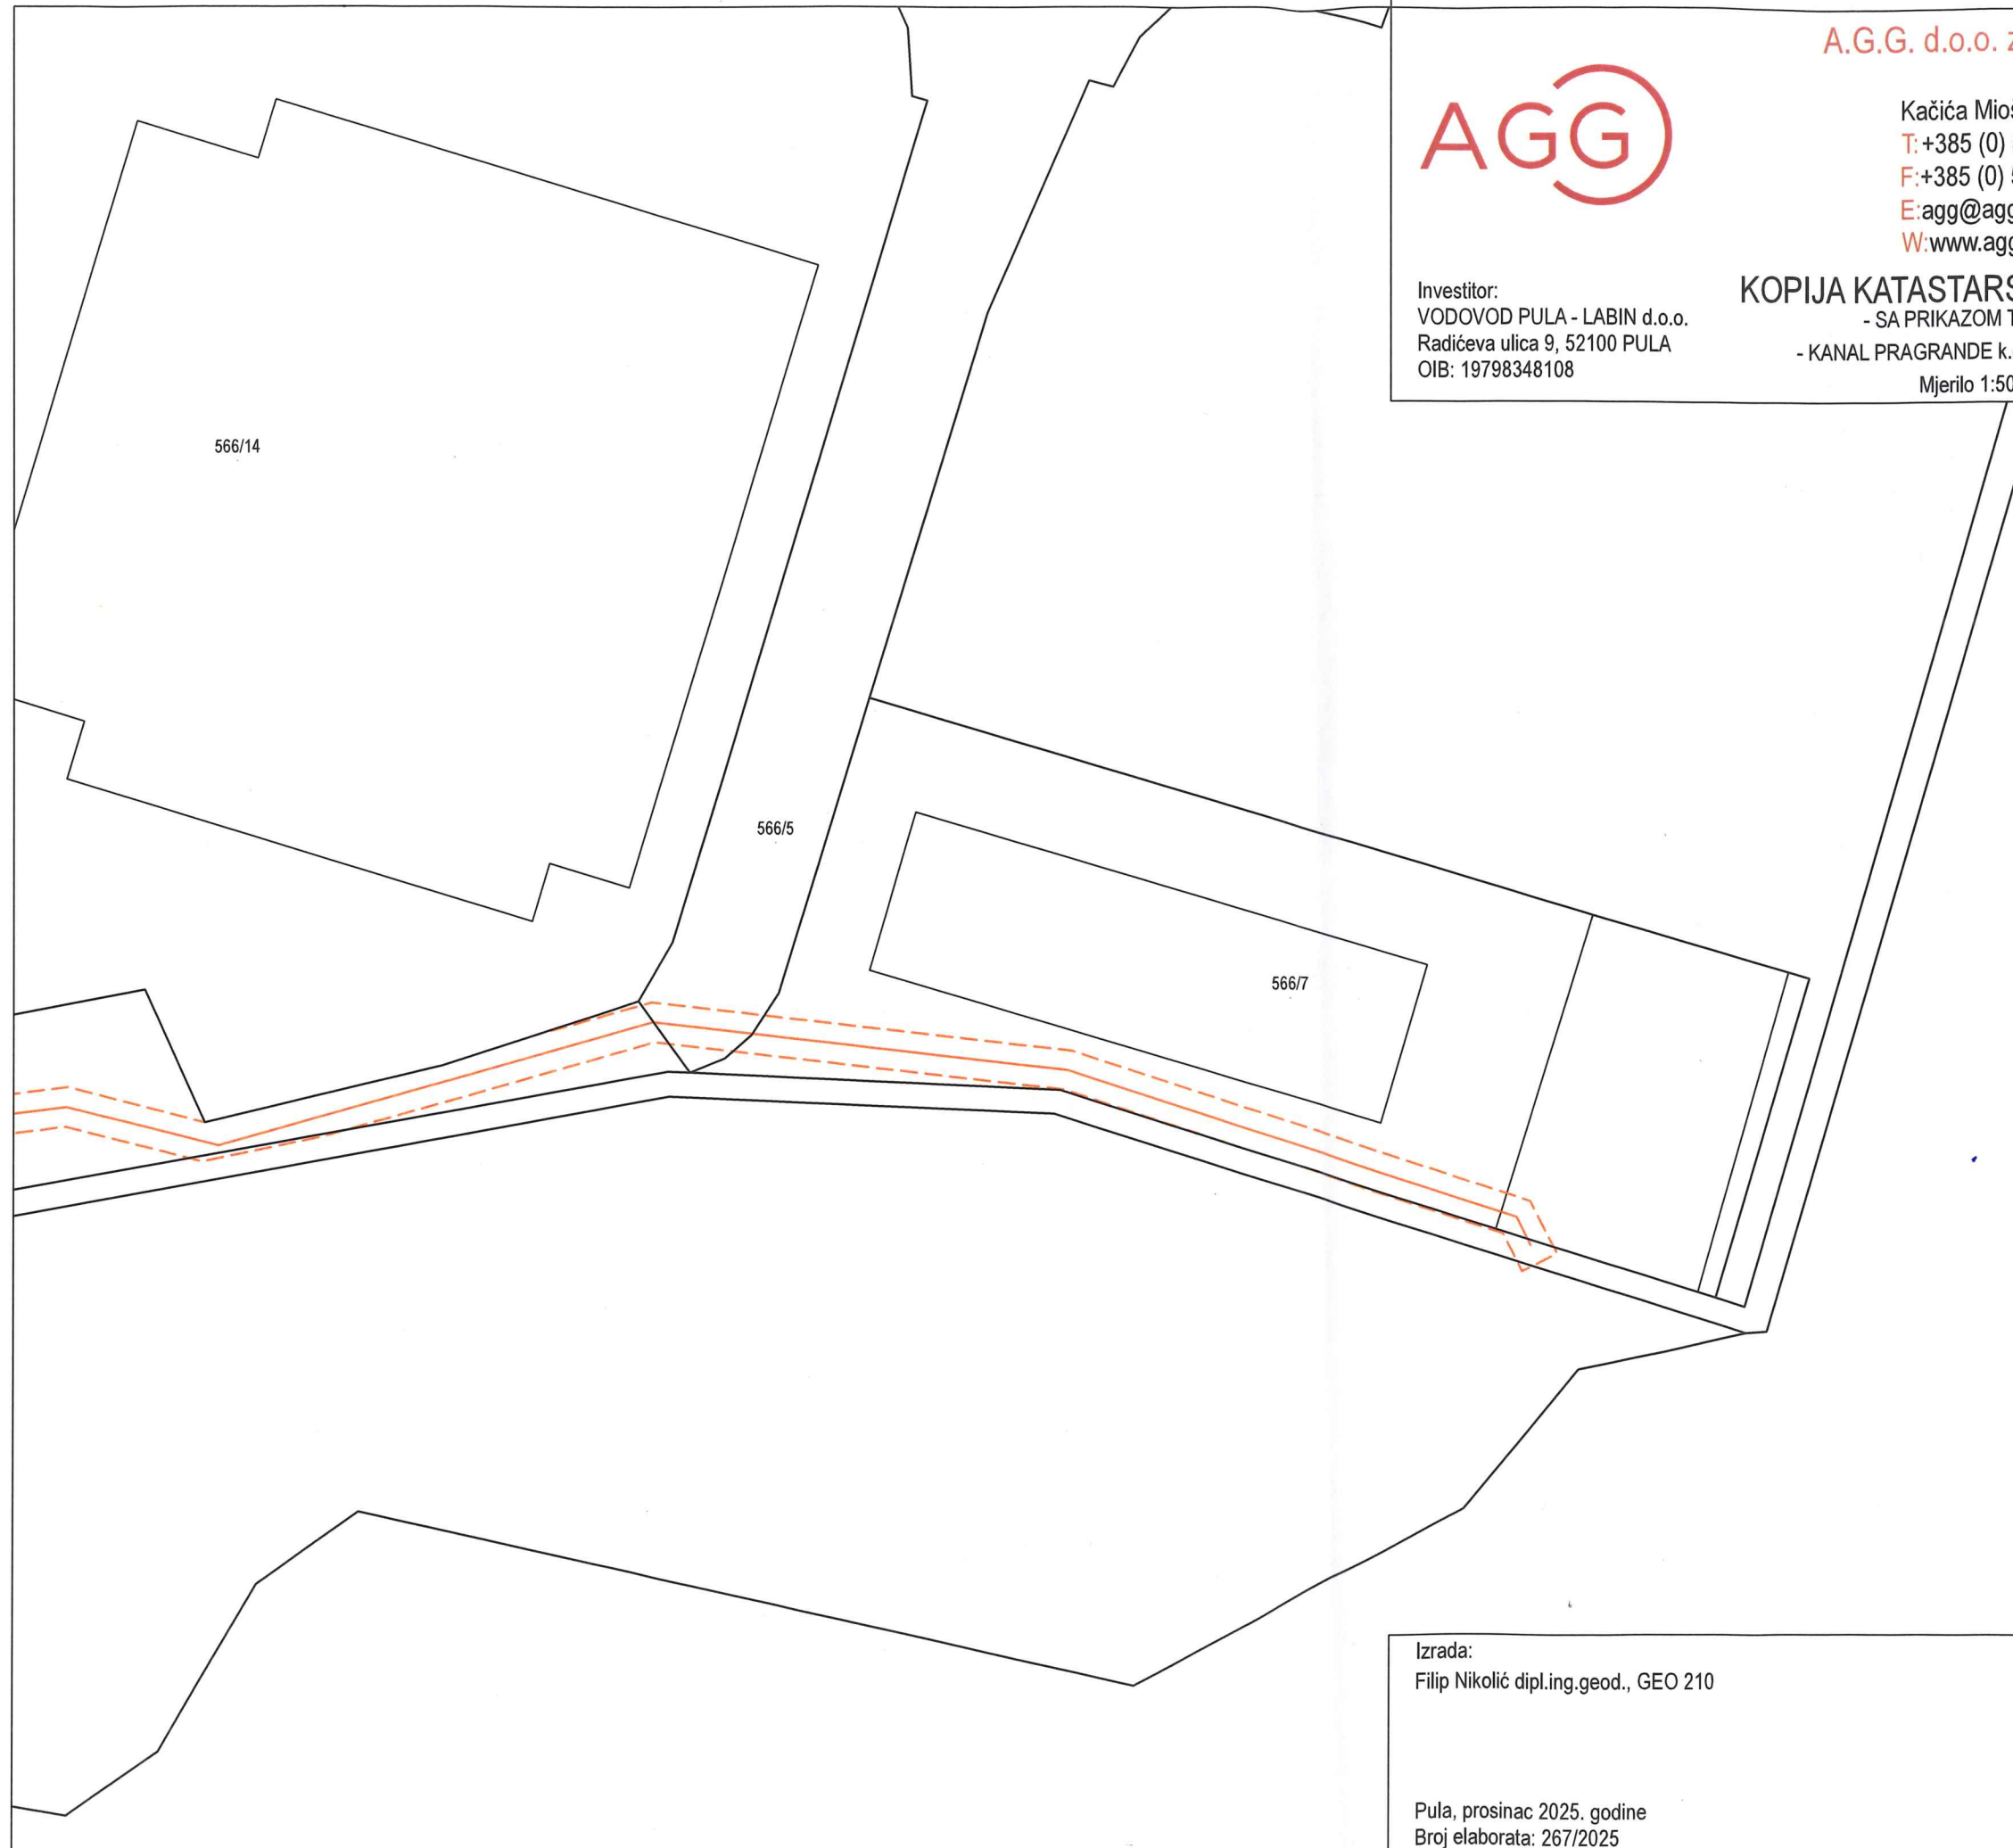 A.G.G. d.o.o.
AGG
Kačića
T:+385 (0)
F:+385 (0)
E:agg@agg
W:www.agg
Investitor:
VODOVOD PULA - LABIN d.o.o.
Radićeva ulica 9, 52100 PULA
OIB: 19798348108
KOPIJA
- SA PRIKAZOM
- KANAL PRAGRANDE
Mjerilo 1:50
566/14
566/5
566/7
Izrada:
Filip Nikolić dipl.ing.geod., GEO 210
Pula, prosinac 2025. godine
Broj elaborata: 267/2025